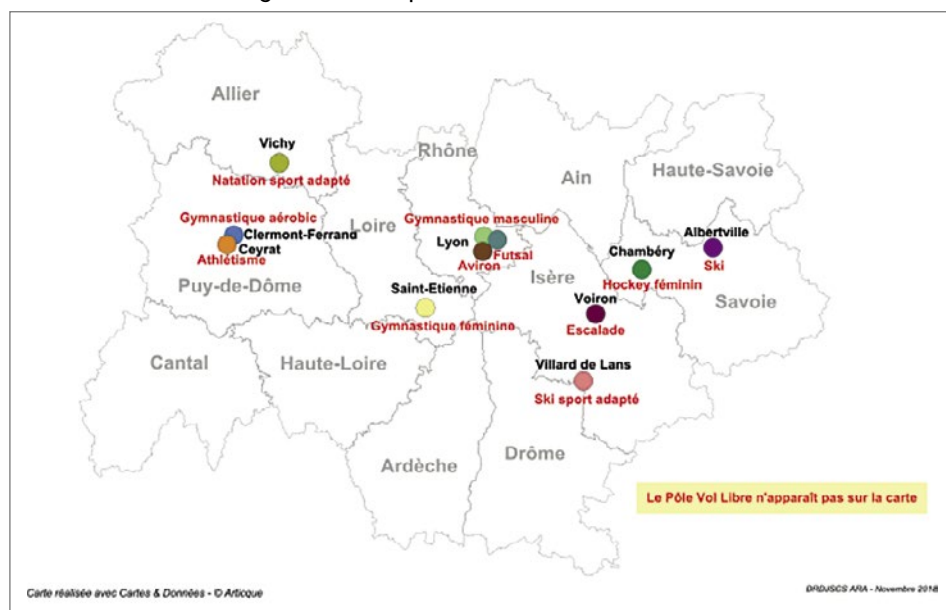 Allier
Vichy
Natation sport adapté
Rhône
Ain
Haute-Savoie
Gymnastique aérobic
Clermont-Ferrand
Ceyrat
Athlétisme
Puy-de-Dôme
Loire
Gymnastique masculine
Lyon
Futsal
Aviron
Isère
Chambéry
Hockey féminin
Albertville
Ski
Savoie
Saint-Etienne
Gymnastique féminine
Voiron
Escalade
Cantal
Haute-Loire
Villard de Lans
Ski sport adapté
Ardèche
Drôme
Le Pôle Vol Libre n'apparaît pas sur la carte
Carte réalisée avec Cartes & Données - © Articque
DRDJSCS ARA - Novembre 2018